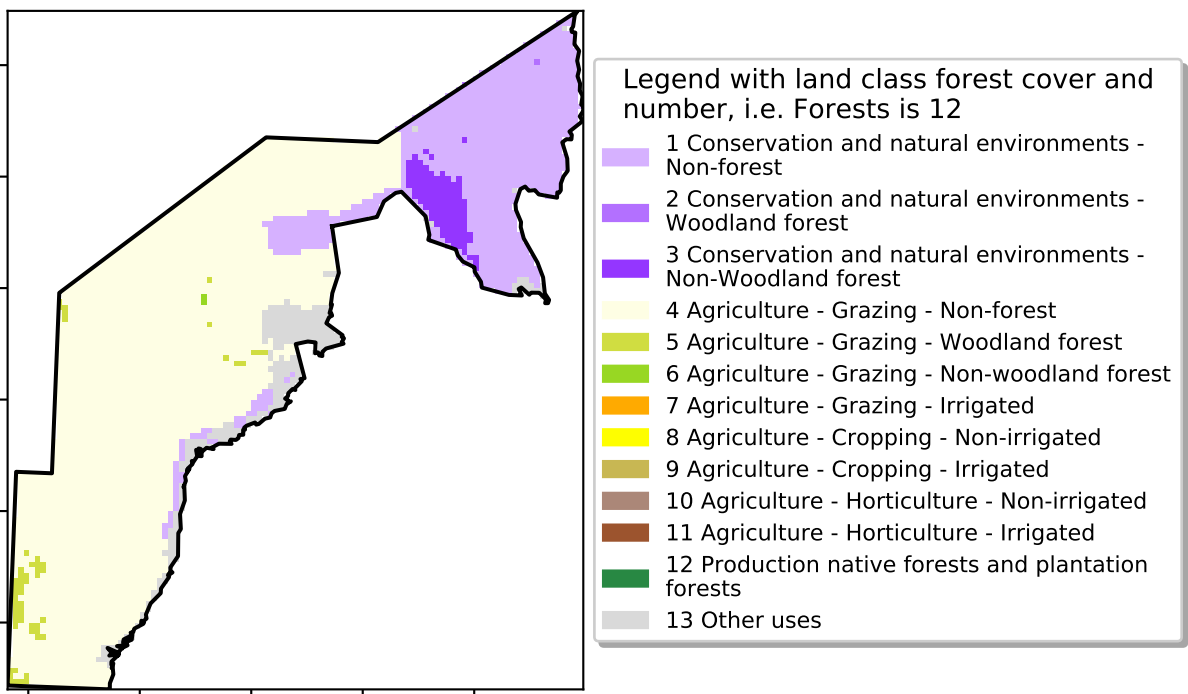 Legend with land class forest cover and
number, i.e. Forests is 12
1 Conservation and natural environments -
Non-forest
2 Conservation and natural environments -
Woodland forest
3 Conservation and natural environments -
Non-Woodland forest
4 Agriculture - Grazing - Non-forest
5 Agriculture - Grazing - Woodland forest
6 Agriculture - Grazing - Non-woodland forest
7 Agriculture - Grazing - Irrigated
8 Agriculture - Cropping - Non-irrigated
9 Agriculture - Cropping - Irrigated
10 Agriculture - Horticulture - Non-irrigated
11 Agriculture - Horticulture - Irrigated
12 Production native forests and plantation
forests
13 Other uses